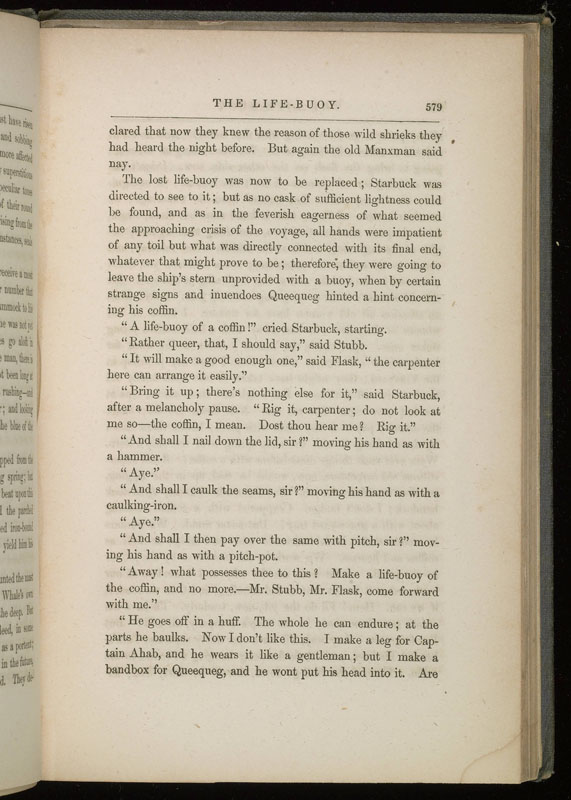 THE LIFE-BUOY. 579
clared that now they knew the reason of those wild shrieks they
had heard the night before. But again the old Manxman said
nay.
The lost life-buoy was now to be replaced; Starbuck was
directed to see to it; but as no cask of sufficient lightness could
be found, and as in the feverish eagerness of what seemed
the approaching crisis of the voyage, all hands were impatient
of any toil but what was directly connected with its final end,
whatever that might prove to be; therefore, they were going to
leave the ship's stern unprovided with a buoy, when by certain
strange signs and inuendoes Queequeg hinted a hint concern-
ing his coffin.
"A life-buoy of a coffin!" cried Starbuck, starting.
"Rather queer, that, I should say," said Stubb.
"It will make a good enough one," said Flask, "the carpenter
here can arrange it easily."
"Bring it up; there's nothing else for it," said Starbuck,
after a melancholy pause. "Rig it, carpenter; do not look at
me so—the coffin, I mean. Dost thou hear me? Rig it."
"And shall I nail down the lid, sir?" moving his hand as with
a hammer.
"Aye."
"And shall I caulk the seams, sir?" moving his hand as with a
caulking-iron.
"Aye."
"And shall I then pay over the same with pitch, sir?" mov-
ing his hand as with a pitch-pot.
"Away! what possesses thee to this? Make a life-buoy of
the coffin, and no more.—Mr. Stubb, Mr. Flask, come forward
with me."
"He goes off in a huff. The whole he can endure; at the
parts he baulks. Now I don't like this. I make a leg for Cap-
tain Ahab, and he wears it like a gentleman; but I make a
bandbox for Queequeg, and he wont put his head into it. Are